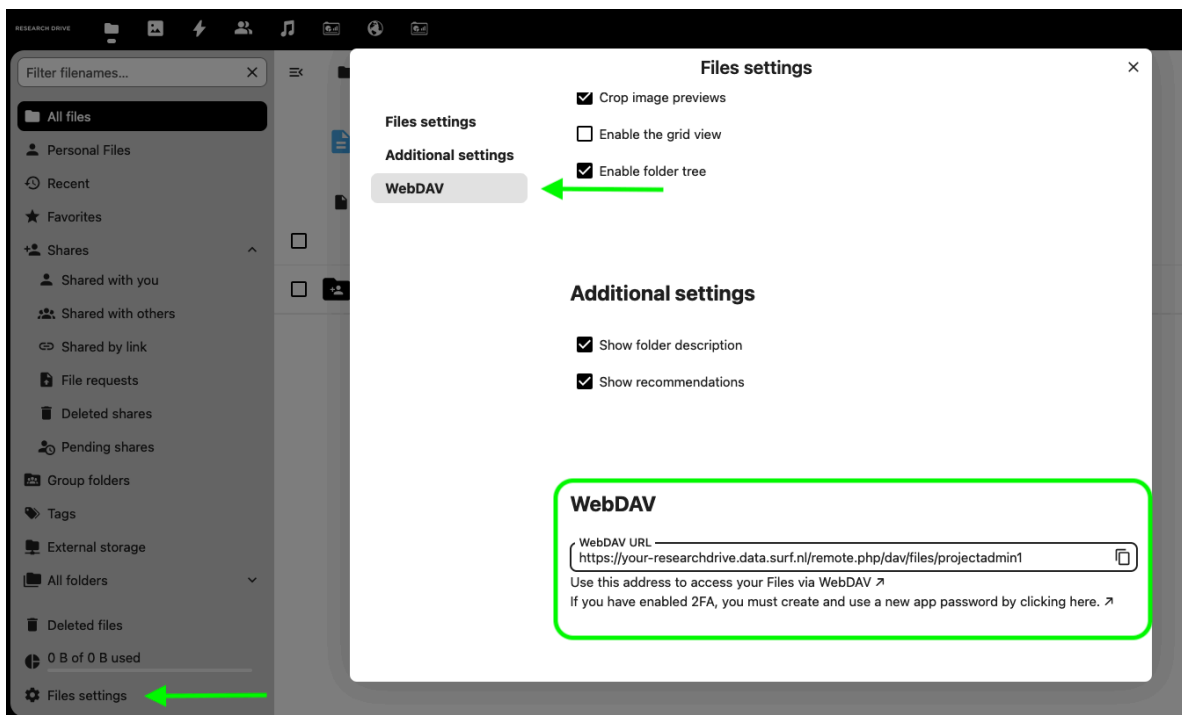 RESEARCH DRIVE
Filter filenames...
All files
Personal Files
Recent
Favorites
Shares
Shared with you
Shared with others
Shared by link
File requests
Deleted shares
Pending shares
Group folders
Tags
External storage
All folders
Deleted files
0 B of 0 B used
Files settings
Files settings
Files settings
Additional settings
WebDAV
Crop image previews
Enable the grid view
Enable folder tree
Additional settings
Show folder description
Show recommendations
WebDAV
WebDAV URL
https://your-researchdrive.data.surf.nl/remote.php/dav/files/projectadmin1
Use this address to access your Files via WebDAV ↗
If you have enabled 2FA, you must create and use a new app password by clicking here. ↗